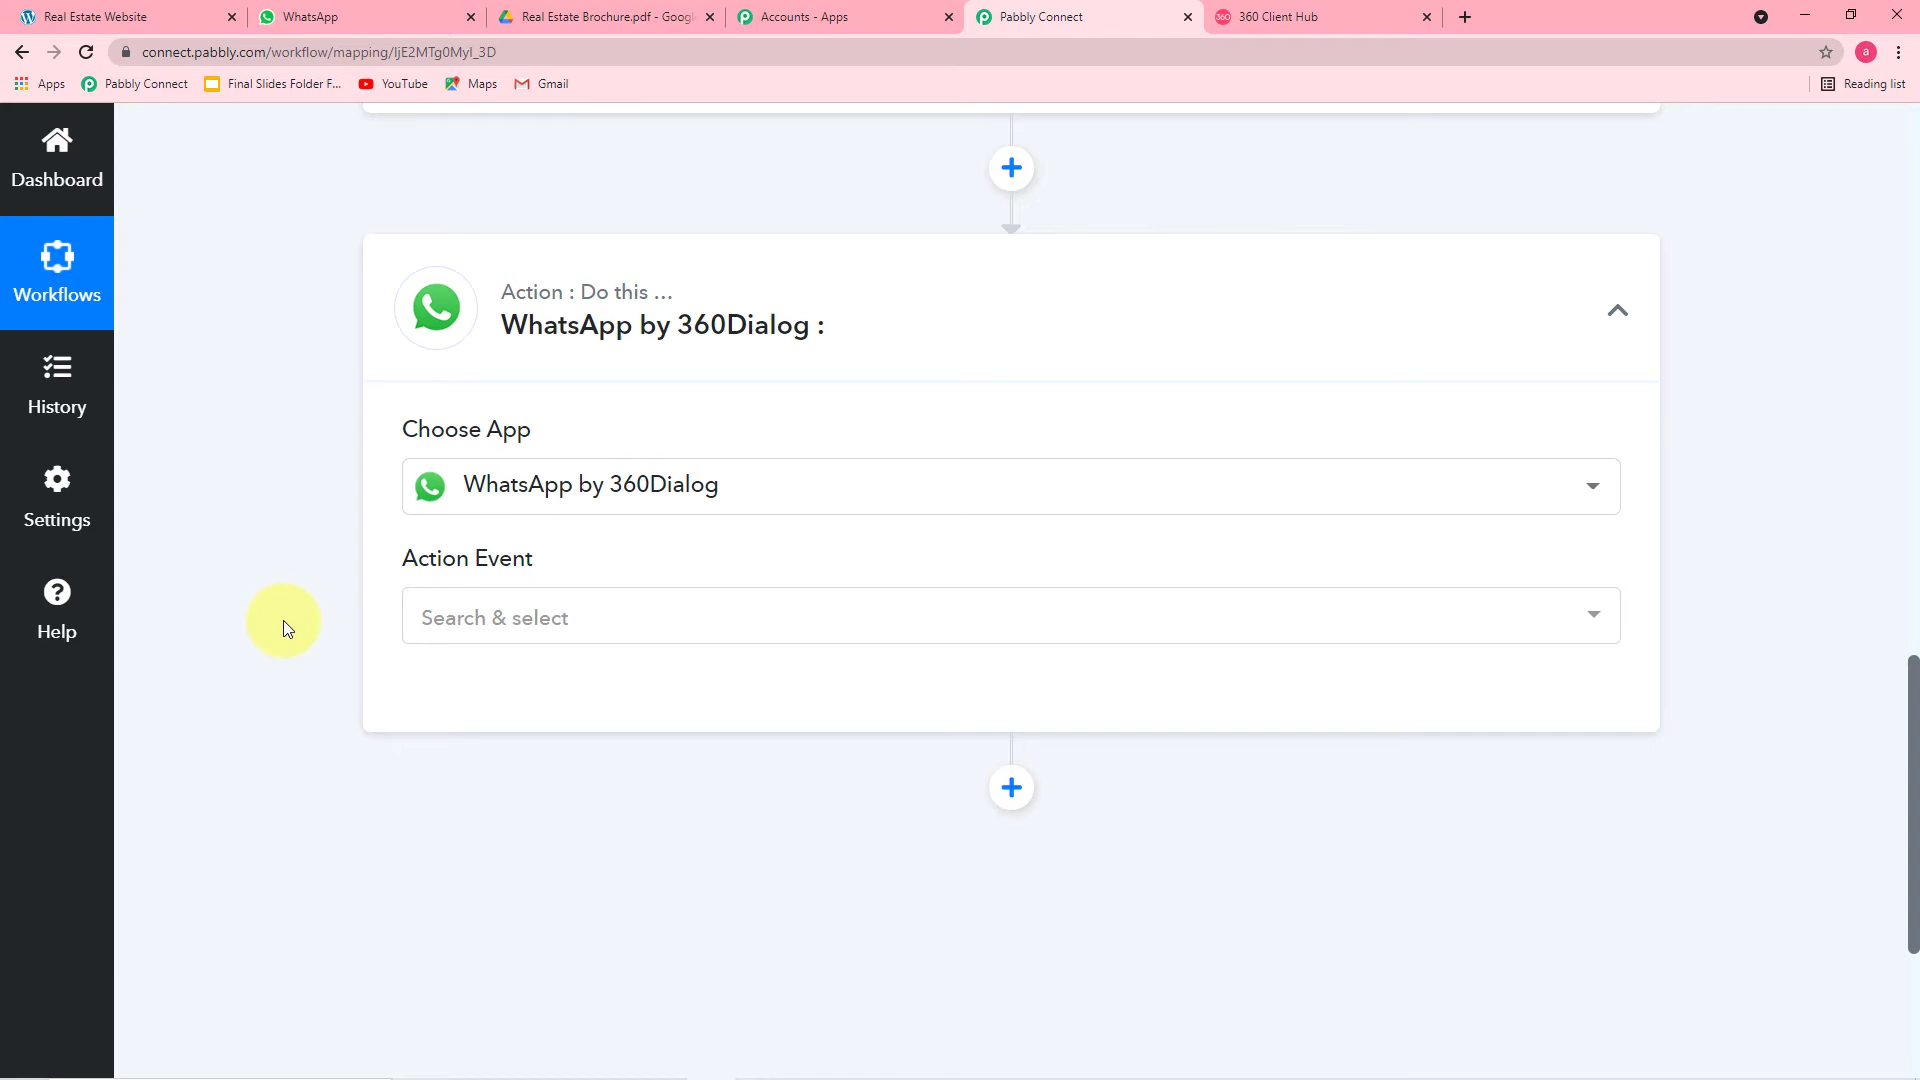 Real Estate Website
WhatsApp
Real Estate Brochure.pdf - Googl
Accounts - Apps
Pabbly Connect
360 Client Hub
connect.pabbly.com/workflow/mapping/IjE2MTg0MyI_3D
a
Apps
Pabbly Connect
Final Slides Folder F...
YouTube
Maps
Gmail
Reading list
Dashboard
Workflows
History
Settings
Help
Action : Do this ...
WhatsApp by 360Dialog :
Choose App
WhatsApp by 360Dialog
Action Event
Search & select